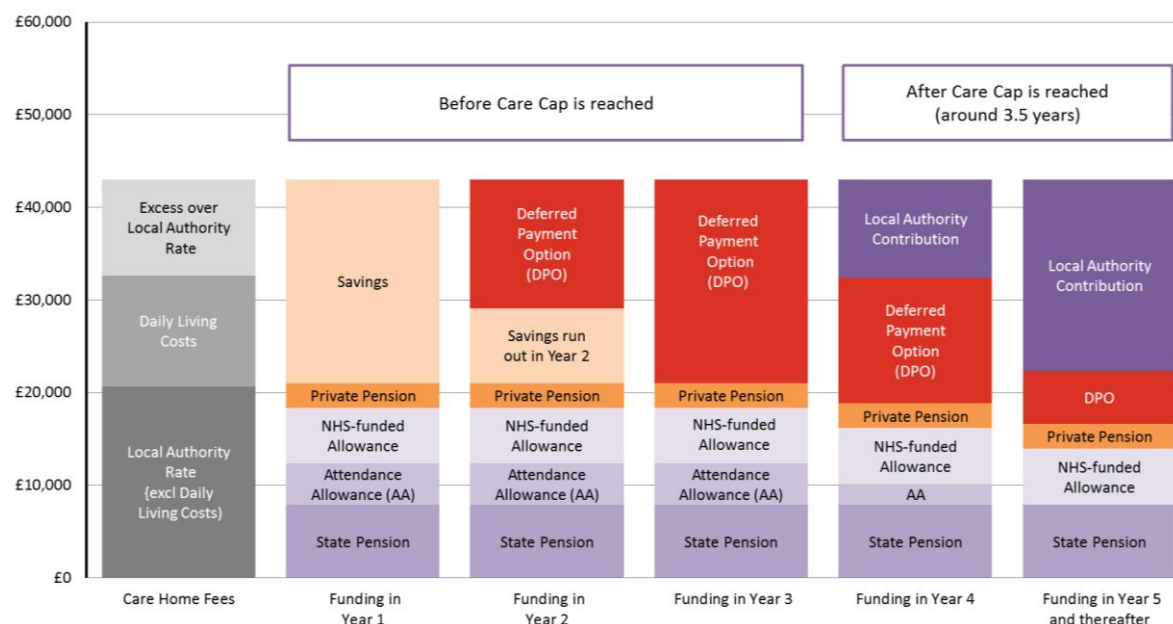 £60,000
£50,000
£40,000
£30,000
£20,000
£10,000
£0
Before Care Cap is reached
After Care Cap is reached
(around 3.5 years)
Excess over
Local Authority
Rate
Daily Living
Costs
Local Authority
Rate
{excl Daily
Living Costs)
Care Home Fees
Savings
Private Pension
NHS-funded
Allowance
Attendance
Allowance (AA)
State Pension
Funding in
Year 1
Deferred
Payment
Option
(DPO)
Savings run
out in Year 2
Private Pension
NHS-funded
Allowance
Attendance
Allowance (AA)
State Pension
Funding in
Year 2
Deferred
Payment
Option
(DPO)
Private Pension
NHS-funded
Allowance
Attendance
Allowance (AA)
State Pension
Funding in Year 3
Local Authority
Contribution
Deferred
Payment
Option
(DPO)
Private Pension
NHS-funded
Allowance
AA
State Pension
Funding in Year 4
Local Authority
Contribution
DPO
Private Pension
NHS-funded
Allowance
State Pension
Funding in Year 5
and thereafter